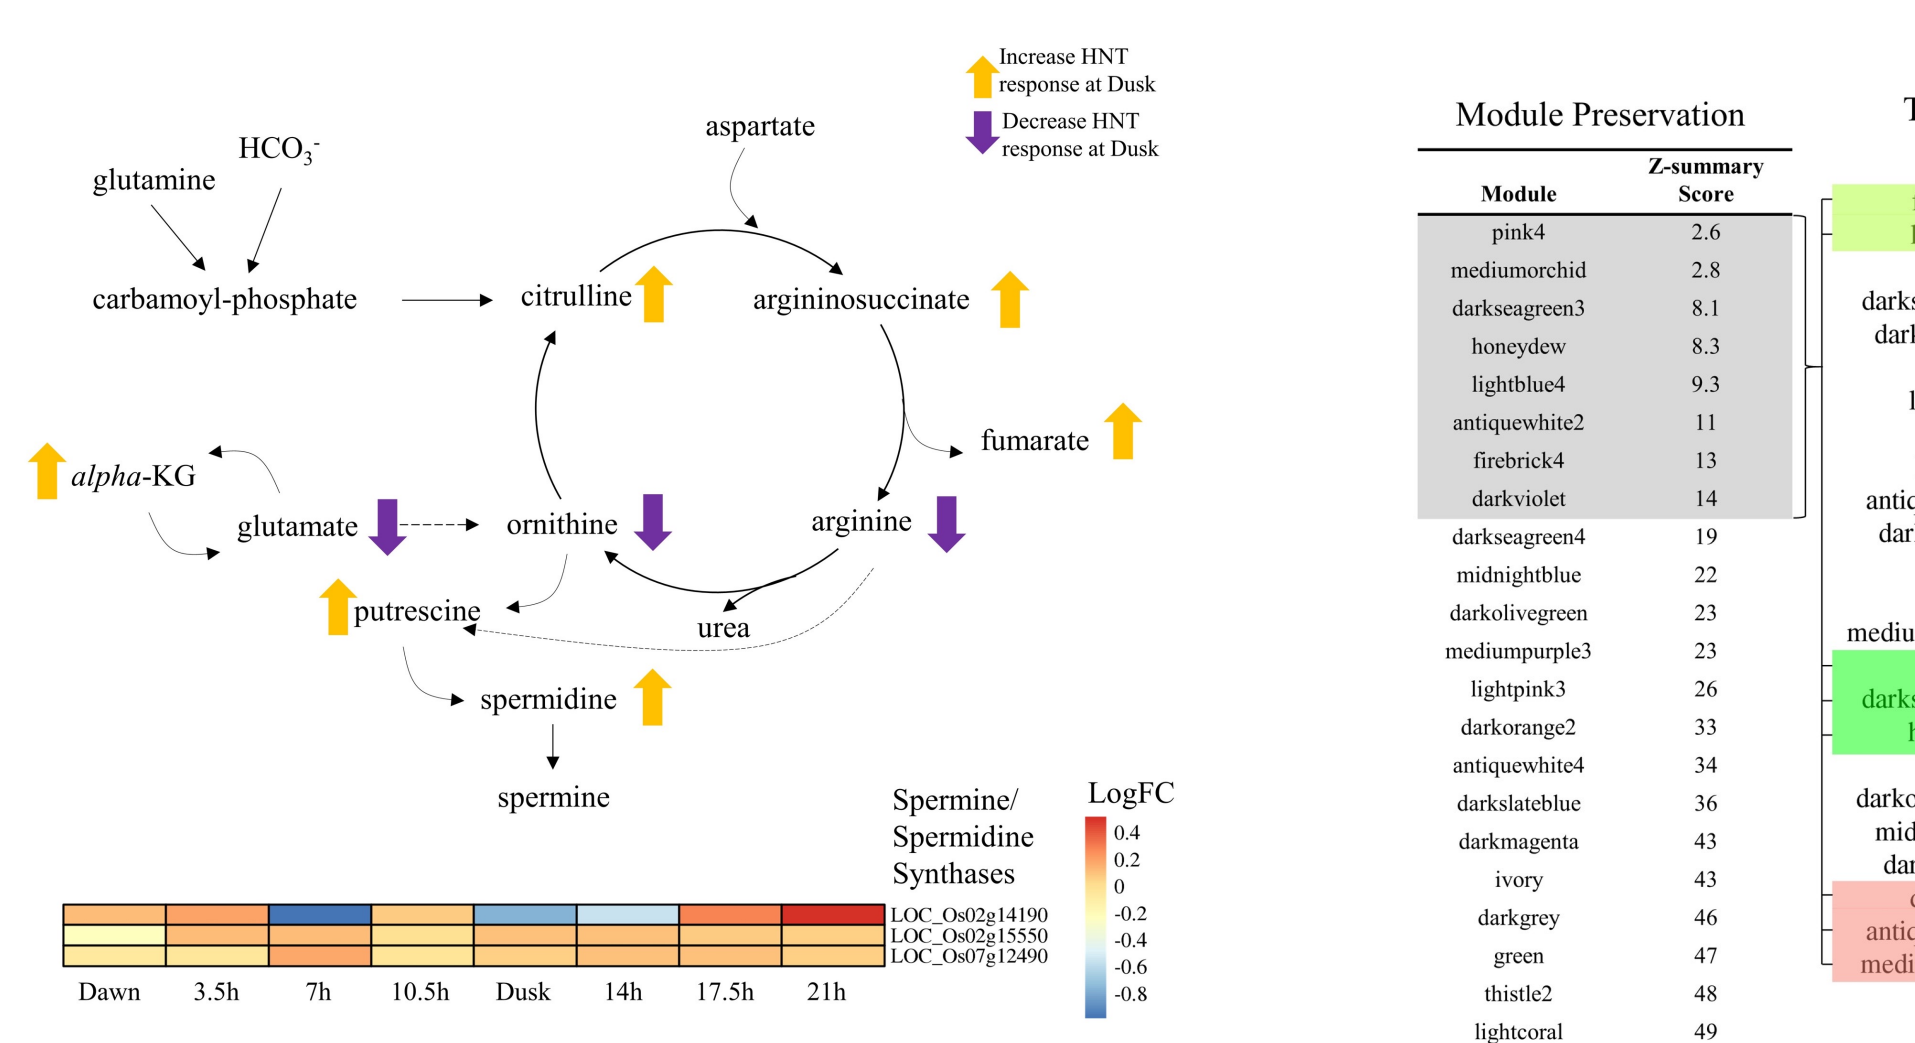 Increase HNT
response at Dusk
Decrease HNT
response at Dusk
aspartate
HCO3-
glutamine
carbamoyl-phosphate
citrulline
argininosuccinate
fumarate
alpha-KG
glutamate
ornithine
arginine
putrescine
urea
spermidine
spermine
Spermine/
Spermidine
Synthases
LogFC
0.4
0.2
0
-0.2
-0.4
-0.6
-0.8
LOC_Os02g14190
LOC_Os02g15550
LOC_Os07g12490
Dawn 3.5h 7h 10.5h Dusk 14h 17.5h 21h
Module Preservation
Z-summary
Module Score
pink4 2.6
mediumorchid 2.8
darkseagreen3 8.1
honeydew 8.3
lightblue4 9.3
antiquewhite2 11
firebrick4 13
darkviolet 14
darkseagreen4 19
midnightblue 22
darkolivegreen 23
mediumpurple3 23
lightpink3 26
darkorange2 33
antiquewhite4 34
darkslateblue 36
darkmagenta 43
ivory 43
darkgrey 46
green 47
thistle2 48
lightcoral 49